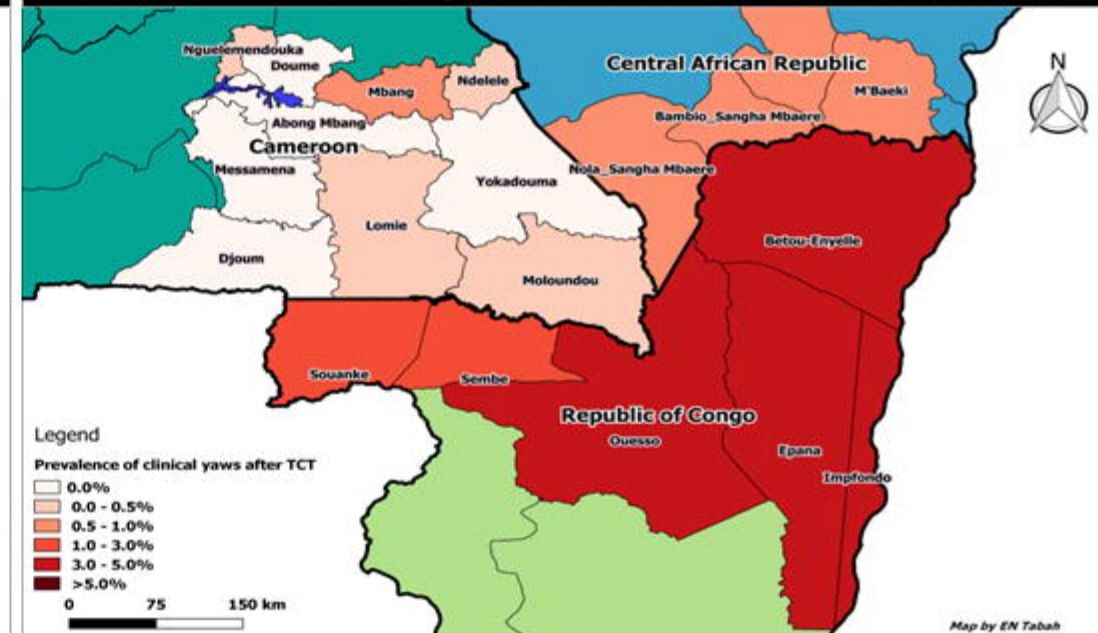 Nguelemendouka
Doume
Central African Republic
N
Ndelele
Mbang
M'Baeki
Bambio_Sangha Mbaere
Abong Mbang
Cameroon
Messamena
Nola_Sangha Mbaere
Yokadouma
Lomie
Betou-Enyelle
Djoum
Moloundou
Souanke
Sembe
Republic of Congo
Ouesso
Epana
Impfondo
Legend
Prevalence of clinical yaws after TCT
0.0%
0.0 - 0.5%
0.5 - 1.0%
1.0 - 3.0%
3.0 - 5.0%
>5.0%
0 75 150 km
Map by EN Tabah